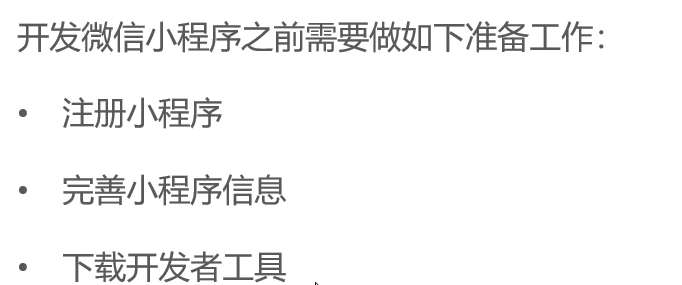 开发微信小程序之前需要做如下准备工作：
• 注册小程序
• 完善小程序信息
• 下载开发者工具